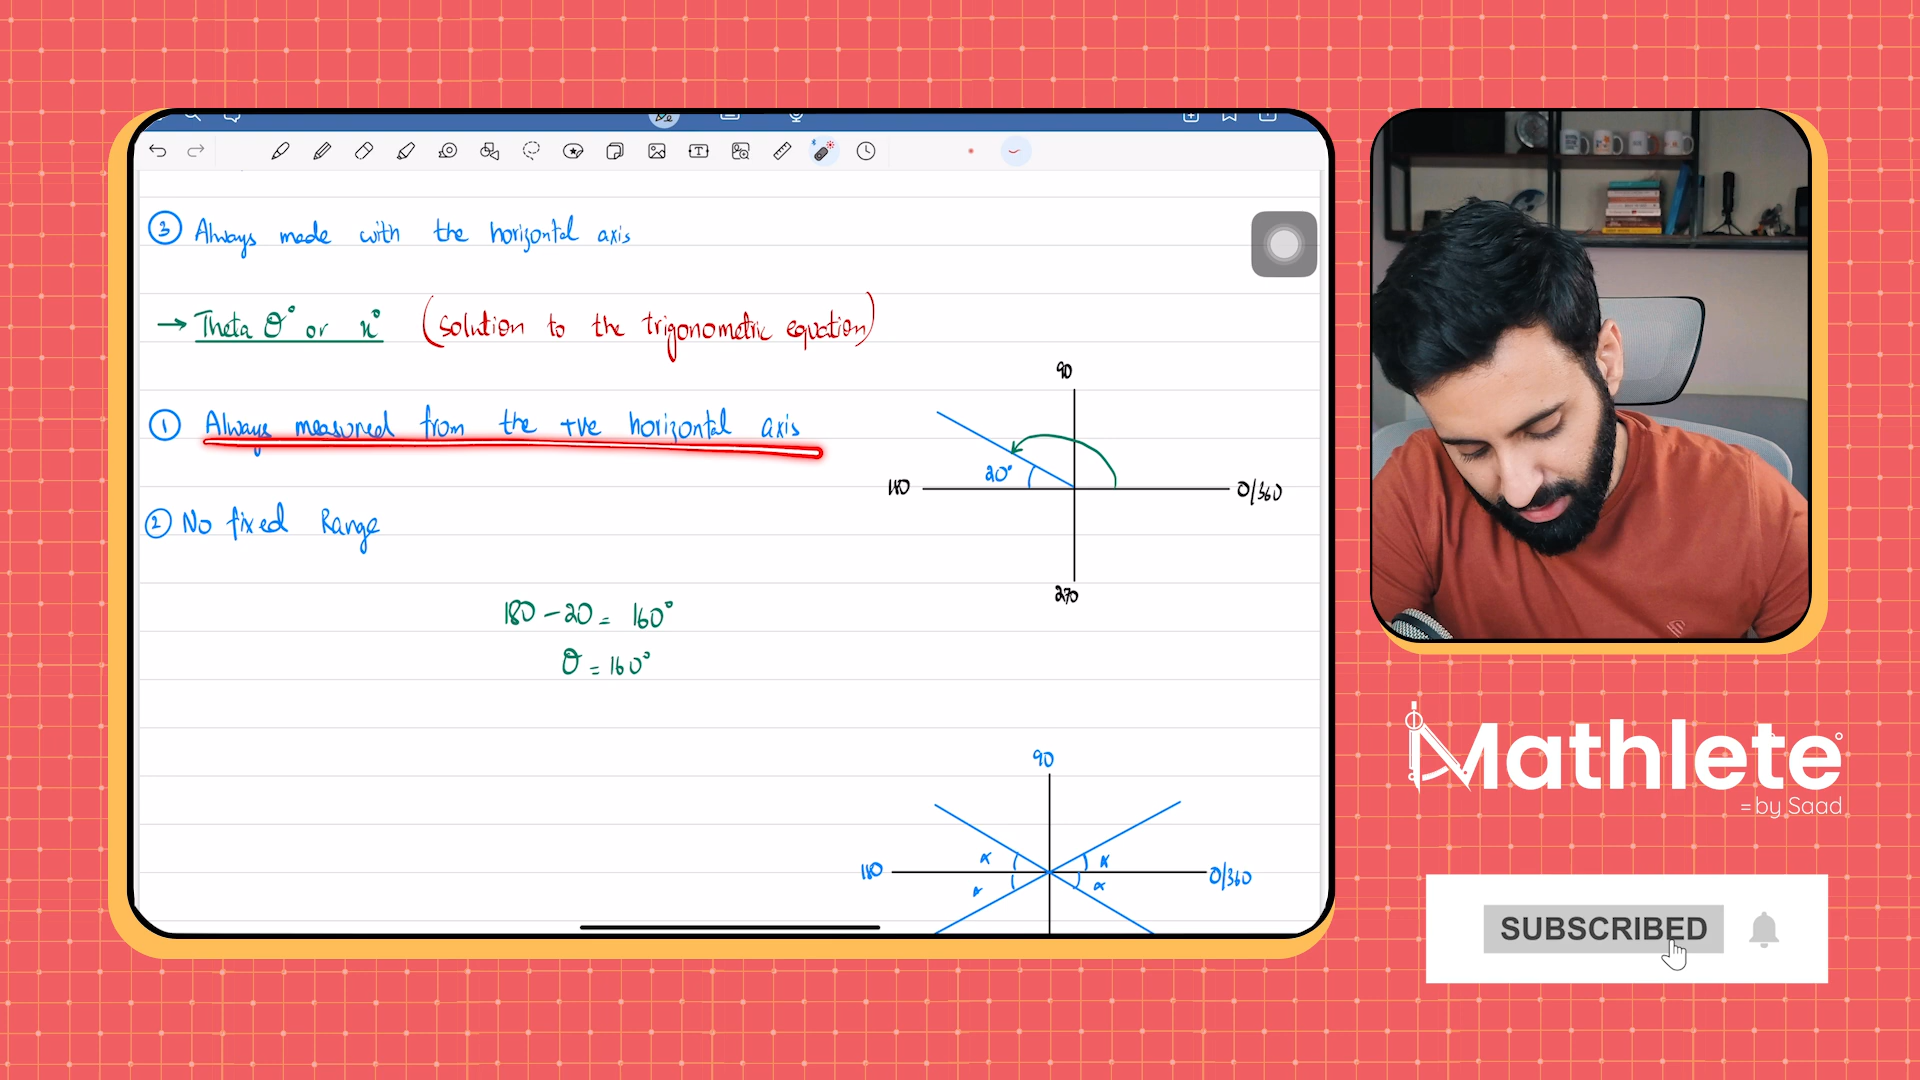 ③ Always made with the horizontal axis
→ Theta θ° or x° (solution to the trigonometric equation)
① Always measured from the +ve horizontal axis
② No fixed Range
180 - 20 = 160°
θ = 160°
90
20°
180
0/360
270
90
α
α
180
0/360
α
α
Mathlete
= by Saad
SUBSCRIBED